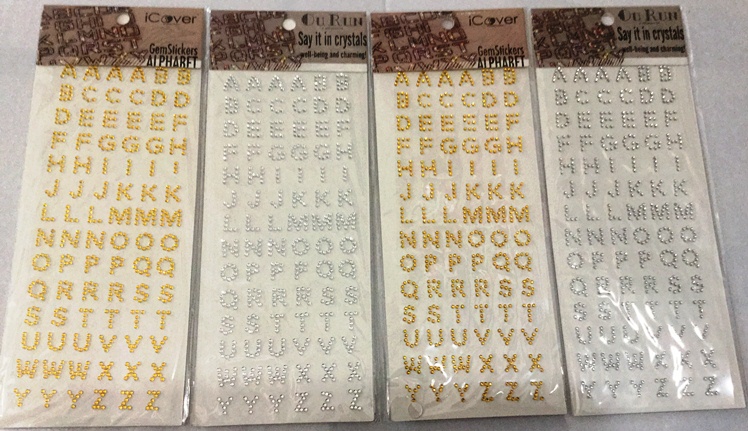 iCover
GemStickers
ALPHABET
A A A A B B
B C C C D D
D E E E E F
F F G G G H
H H I I I I
J J J K K K
L L L M M M
N N N O O O
O P P P Q Q
Q R R R S S
S S T T T T
U U U V V V
W W W X X X
Y Y Y Z Z Z
OU RUN
Say it in crystals
well-being and charming!
A A A A B B
B C C C D D
D E E E E F
F F G G G H
H H I I I I
J J J K K K
L L L M M M
N N N O O O
O P P P Q Q
Q R R R S S
S S T T T T
U U U V V V
W W W X X X
Y Y Y Z Z Z
iCover
GemStickers
ALPHABET
A A A A B B
B C C C D D
D E E E E F
F F G G G H
H H I I I I
J J J K K K
L L L M M M
N N N O O O
O P P P Q Q
Q R R R S S
S S T T T T
U U U V V V
W W W X X X
Y Y Y Z Z Z
OU RUN
Say it in crystals
well-being and charming!
A A A A B B
B C C C D D
D E E E E F
F F G G G H
H H I I I I
J J J K K K
L L L M M M
N N N O O O
O P P P Q Q
Q R R R S S
S S T T T T
U U U V V V
W W W X X X
Y Y Y Z Z Z